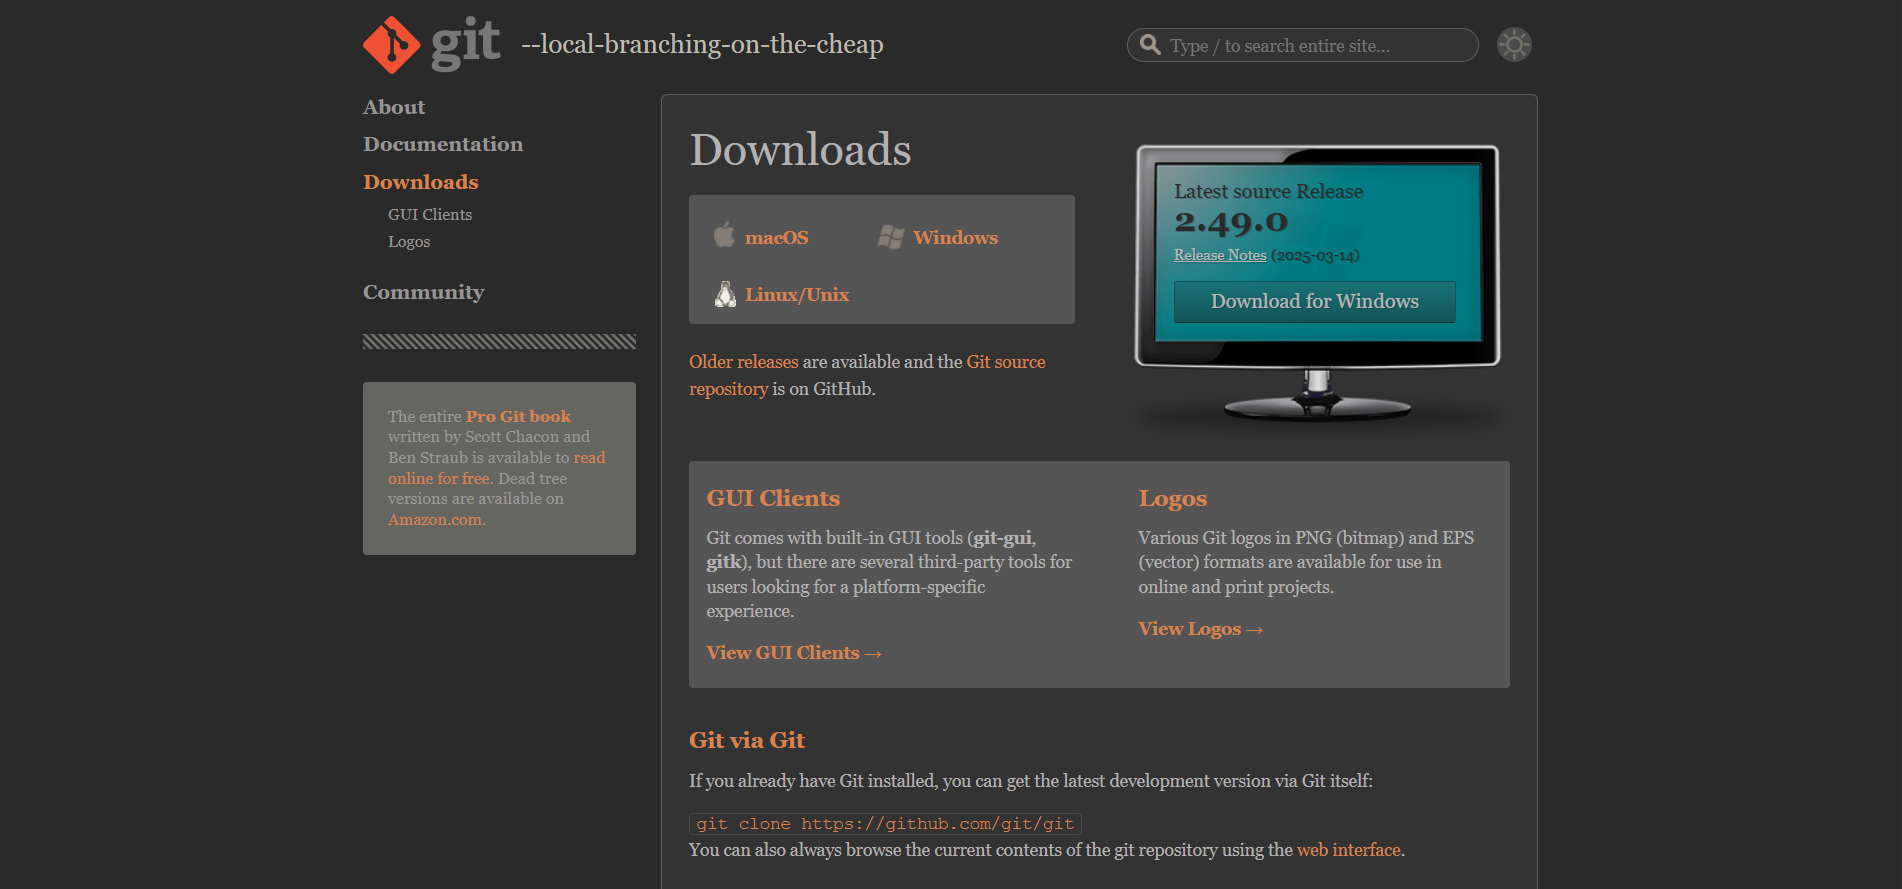 git --local-branching-on-the-cheap
Type / to search entire site...
About
Documentation
Downloads
GUI Clients
Logos
Community
The entire Pro Git book
written by Scott Chacon and
Ben Straub is available to read
online for free. Dead tree
versions are available on
Amazon.com.
Downloads
macOS
Windows
Linux/Unix
Older releases are available and the Git source
repository is on GitHub.
Latest source Release
2.49.0
Release Notes (2025-03-14)
Download for Windows
GUI Clients
Git comes with built-in GUI tools (git-gui,
gitk), but there are several third-party tools for
users looking for a platform-specific
experience.
View GUI Clients →
Logos
Various Git logos in PNG (bitmap) and EPS
(vector) formats are available for use in
online and print projects.
View Logos →
Git via Git
If you already have Git installed, you can get the latest development version via Git itself:
git clone https://github.com/git/git
You can also always browse the current contents of the git repository using the web interface.